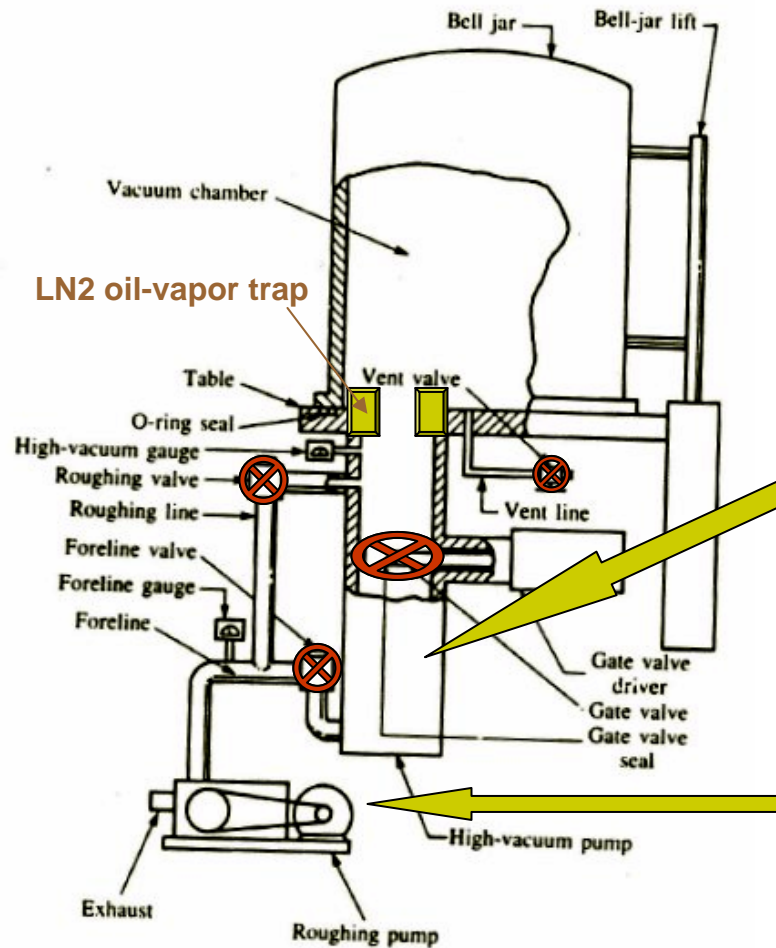 Bell jar
Bell-jar lift
Vacuum chamber
LN2 oil-vapor trap
Table
Vent valve
O-ring seal
High-vacuum gauge
Roughing valve
Roughing line
Vent line
Foreline valve
Foreline gauge
Foreline
Gate valve
driver
Gate valve
Gate valve
seal
High-vacuum pump
Exhaust
Roughing pump